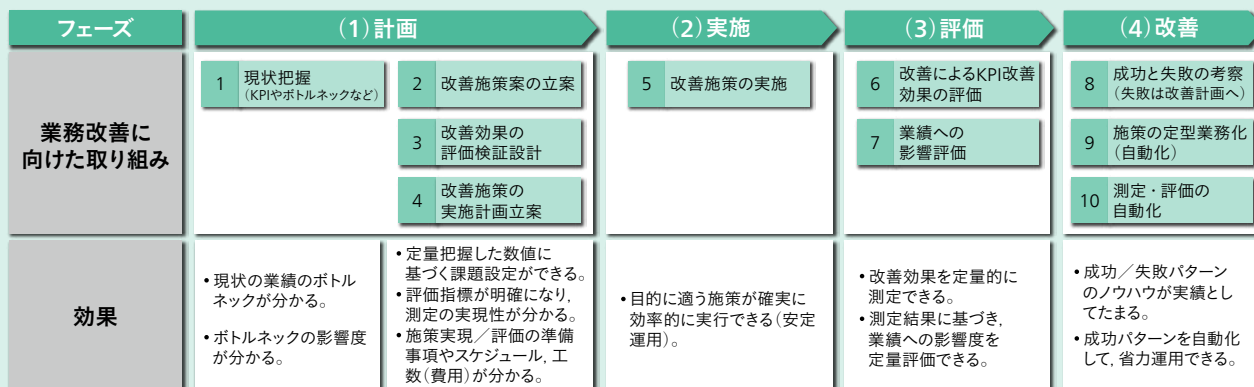 フェーズ
(1)計画
(2)実施
(3)評価
(4)改善
業務改善に
向けた取り組み
1
現状把握
(KPIやボトルネックなど)
2
改善施策案の立案
3
改善効果の
評価検証設計
4
改善施策の
実施計画立案
5
改善施策の実施
6
改善によるKPI改善
効果の評価
7
業績への
影響評価
8
成功と失敗の考察
(失敗は改善計画へ)
9
施策の定型業務化
(自動化)
10
測定・評価の
自動化
効果
・現状の業績のボトル
ネックが分かる。
・ボトルネックの影響度
が分かる。
・定量把握した数値に
基づく課題設定ができる。
・評価指標が明確になり,
測定の実現性が分かる。
・施策実現／評価の準備
事項やスケジュール, 工
数(費用)が分かる。
・目的に適う施策が確実に
効率的に実行できる(安定
運用)。
・改善効果を定量的に
測定できる。
・測定結果に基づき,
業績への影響度を
定量評価できる。
・成功／失敗パターン
のノウハウが実績とし
てたまる。
・成功パターンを自動化
して, 省力運用できる。